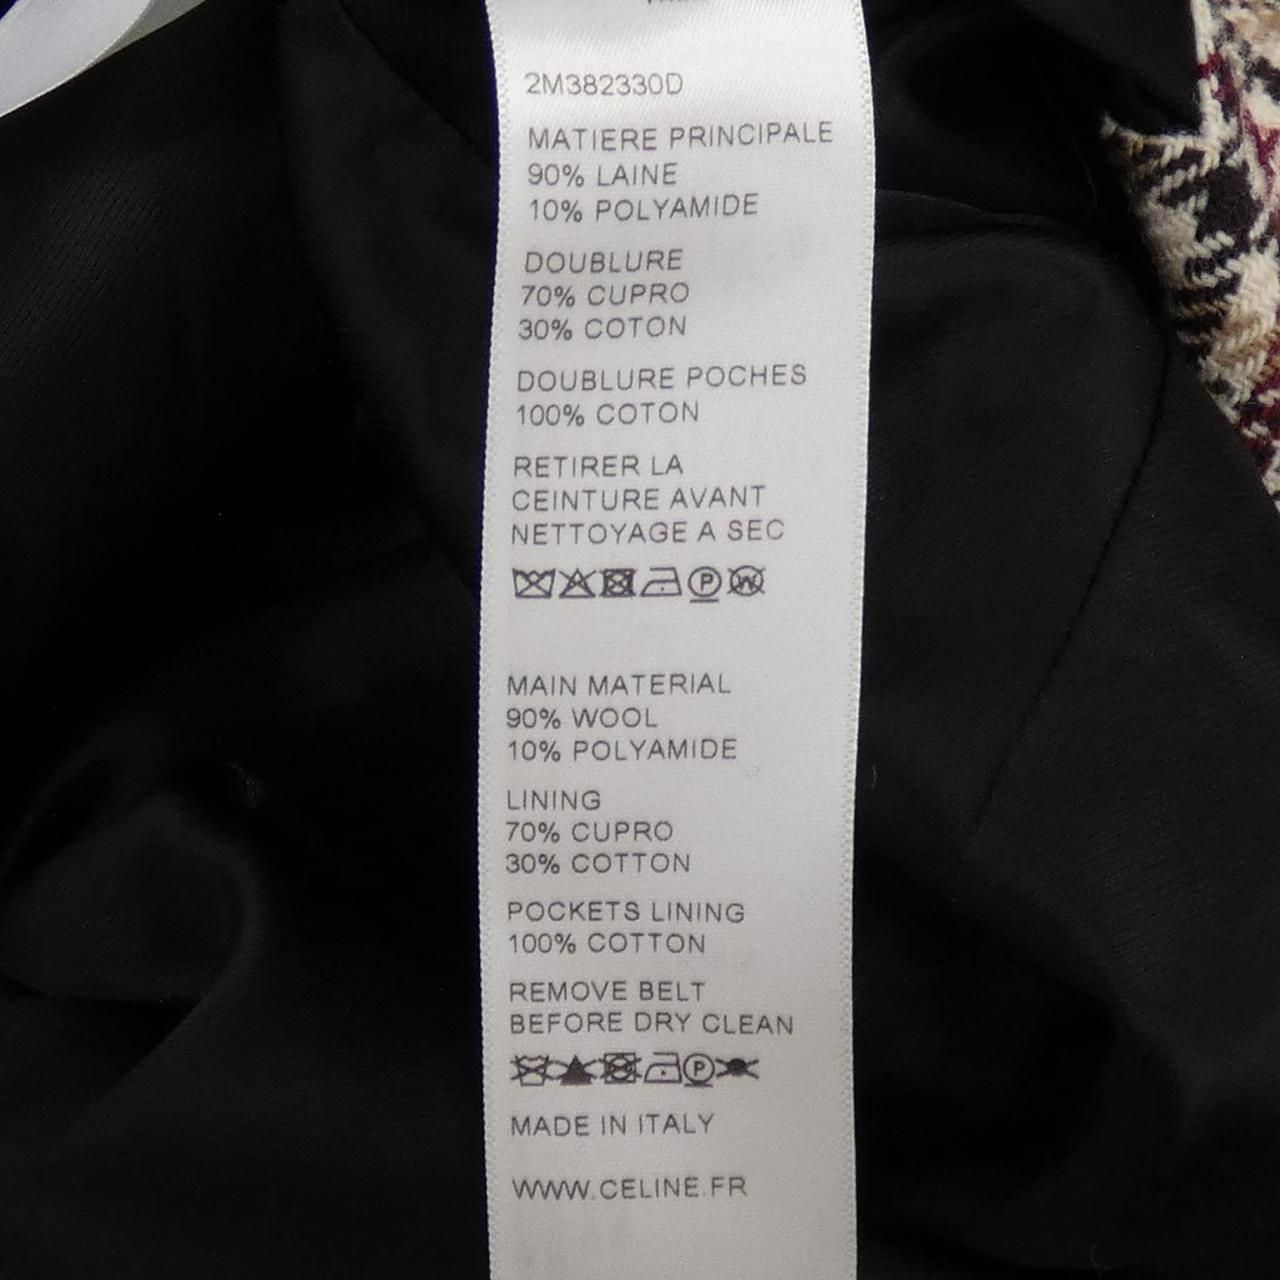 2M382330D
MATIERE PRINCIPALE
90% LAINE
10% POLYAMIDE
DOUBLURE
70% CUPRO
30% COTON
DOUBLURE POCHES
100% COTON
RETIRER LA
CEINTURE AVANT
NETTOYAGE A SEC
P W
MAIN MATERIAL
90% WOOL
10% POLYAMIDE
LINING
70% CUPRO
30% COTTON
POCKETS LINING
100% COTTON
REMOVE BELT
BEFORE DRY CLEAN
P
MADE IN ITALY
WWW.CELINE.FR